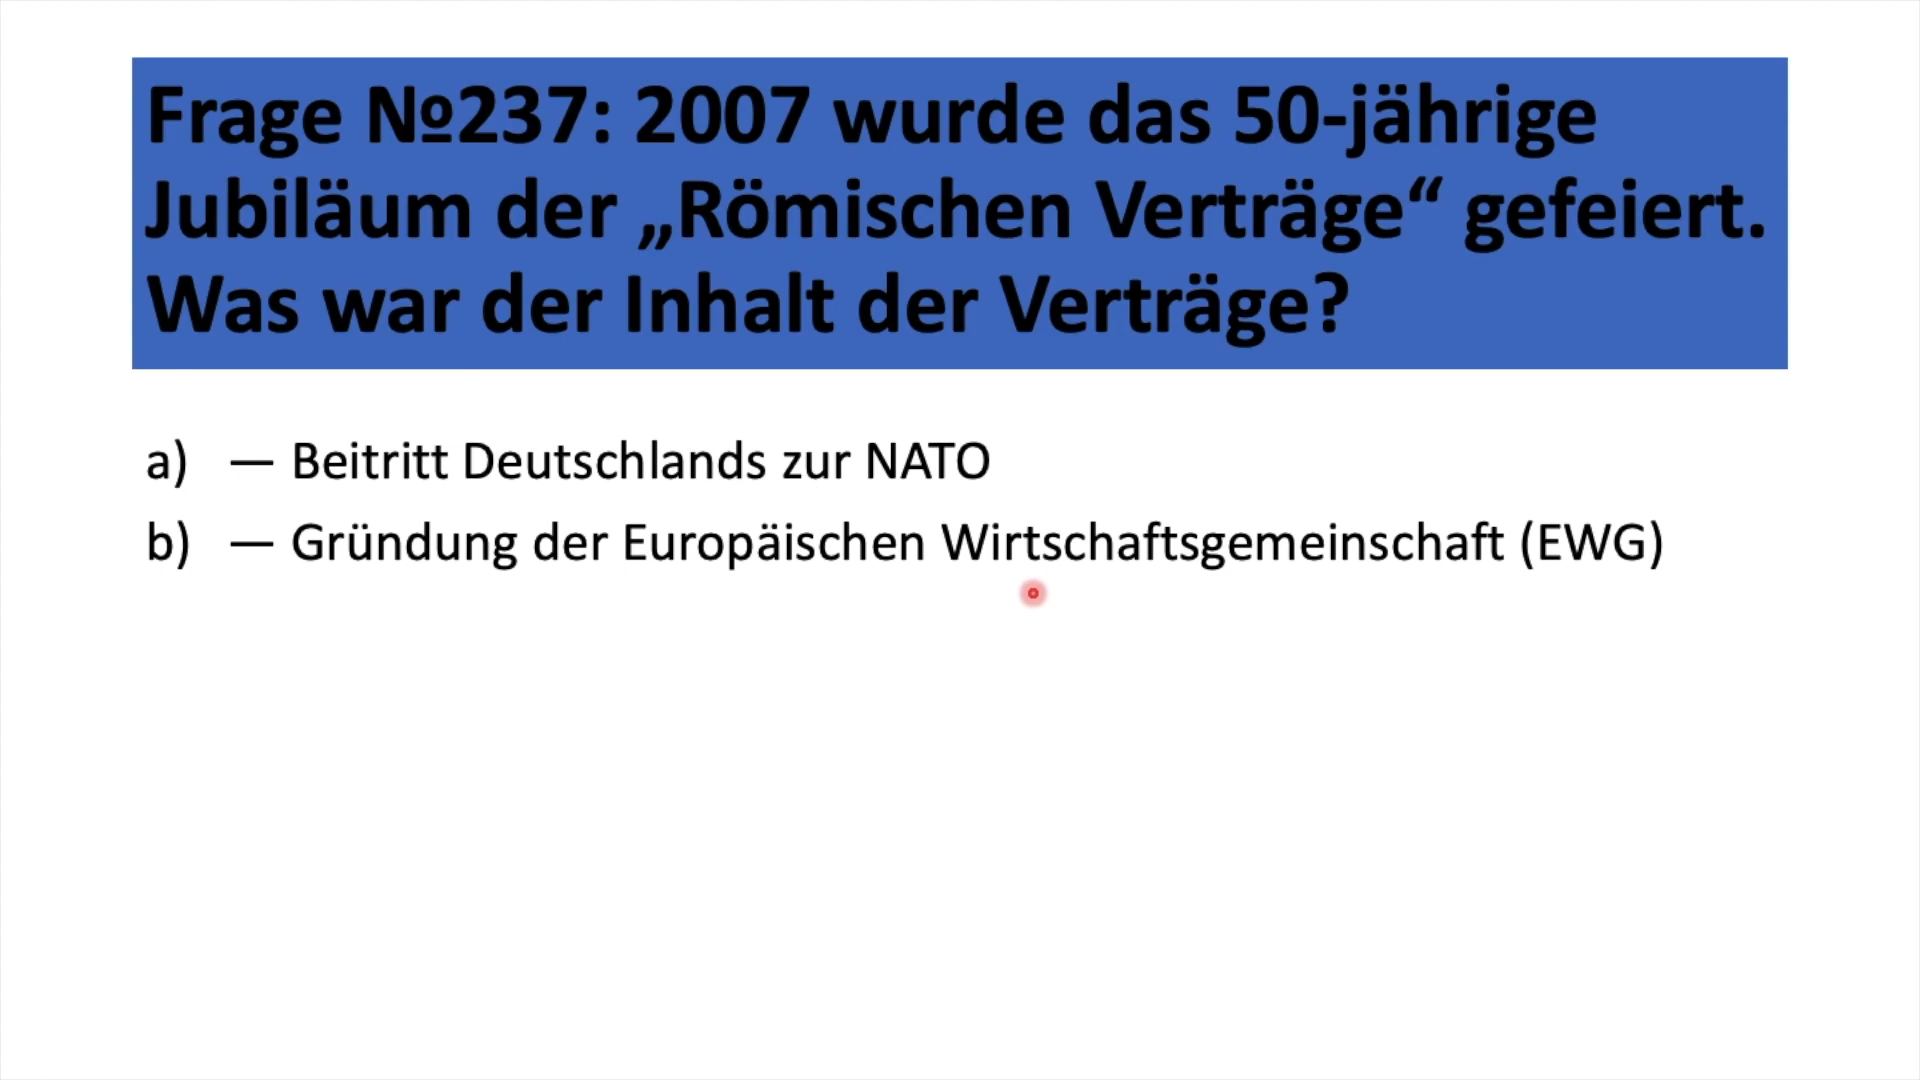 Frage №237: 2007 wurde das 50-jährige
Jubiläum der „Römischen Verträge“ gefeiert.
Was war der Inhalt der Verträge?
a) — Beitritt Deutschlands zur NATO
b) — Gründung der Europäischen Wirtschaftsgemeinschaft (EWG)